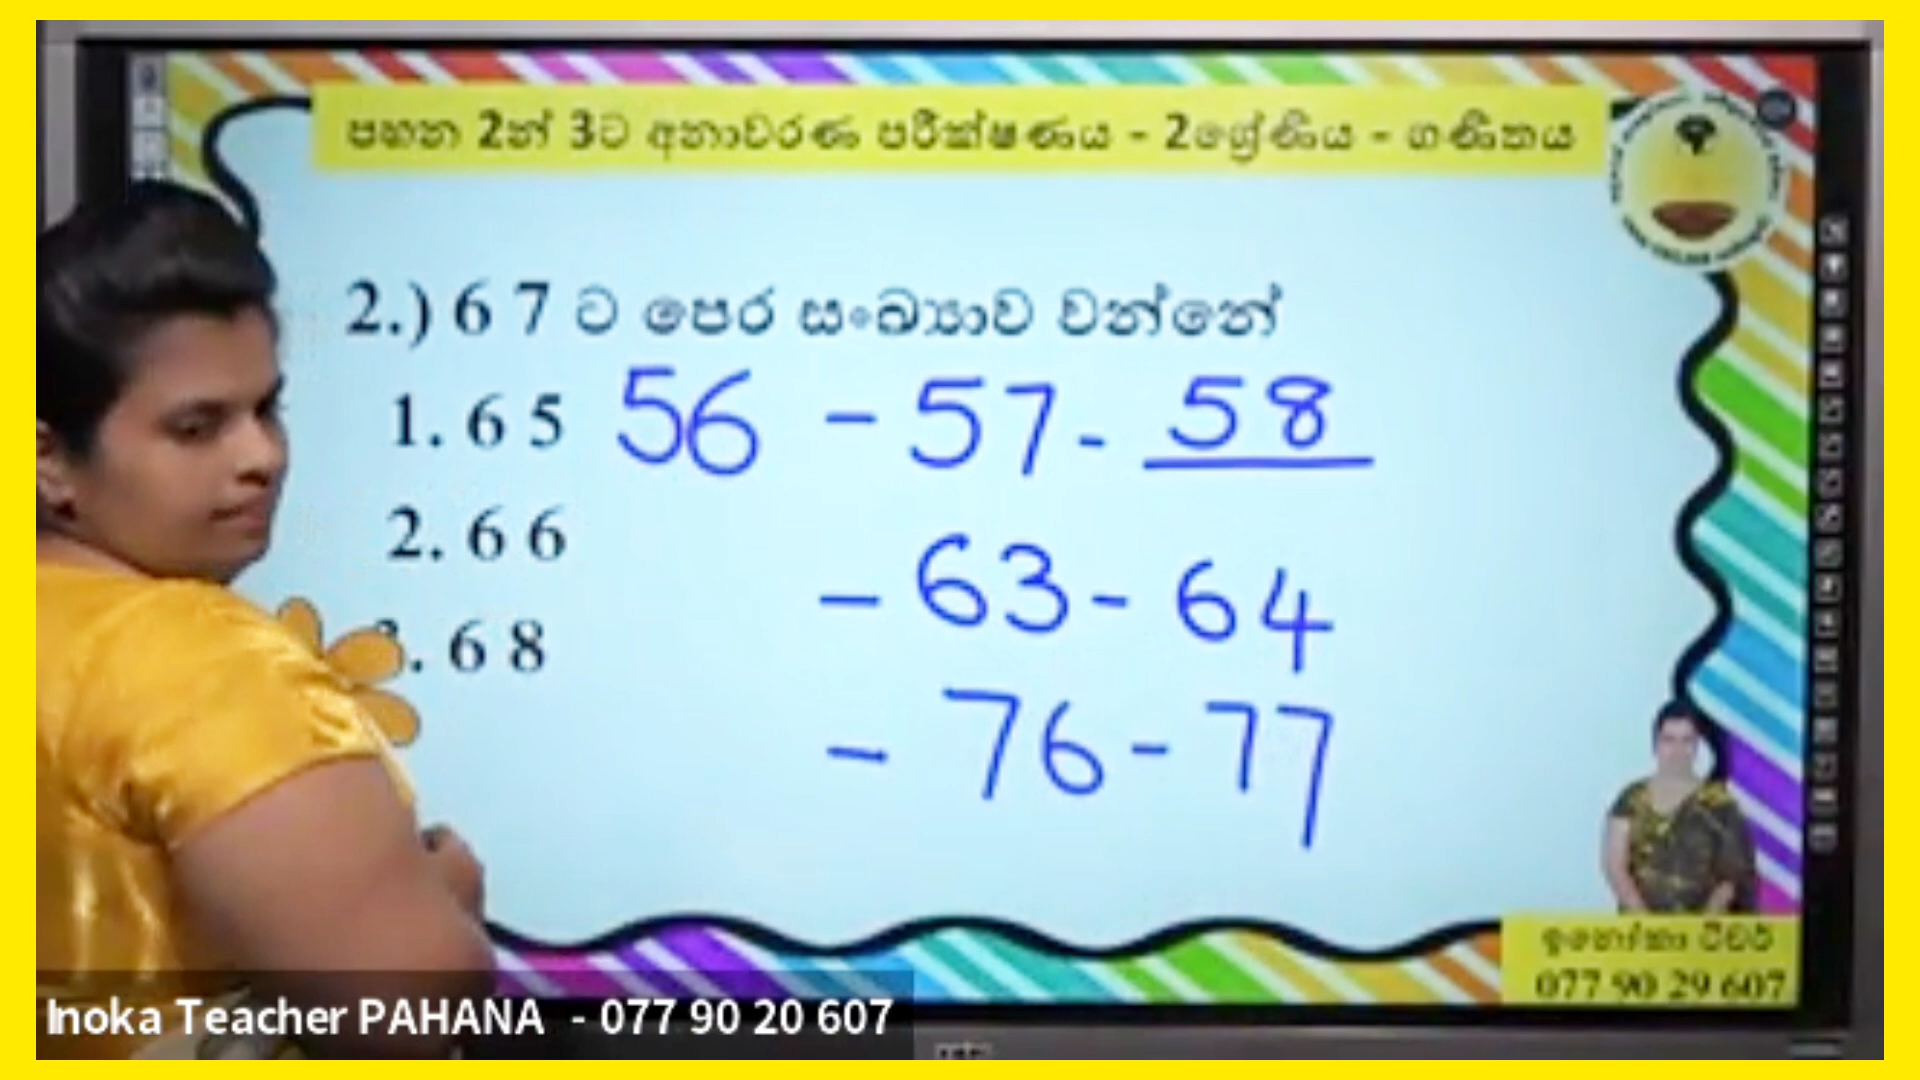 පහන 2න් 3ට අනාවරණ පරීක්ෂණය - 2ශ්‍රේණිය - ගණිතය
2.) 6 7 ට පෙර සංඛ්‍යාව වන්නේ
1. 6 5 56 - 57 - 58
2. 6 6 - 63 - 64
. 6 8
- 76 - 77
ඉනෝකා ටීචර්
077 90 29 607
Inoka Teacher PAHANA - 077 90 20 607